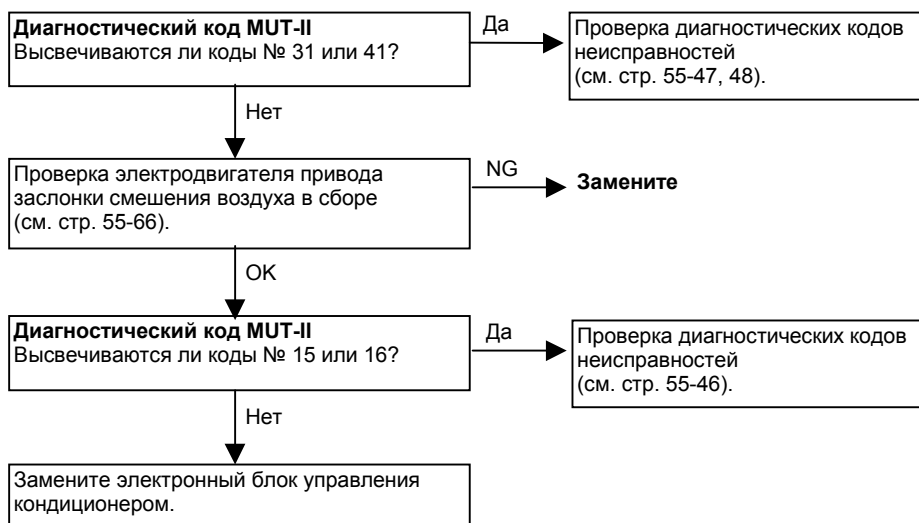 Диагностический код MUT-II
Высвечиваются ли коды № 31 или 41?
Да
Проверка диагностических кодов
неисправностей
(см. стр. 55-47, 48).
Нет
Проверка электродвигателя привода
заслонки смешения воздуха в сборе
(см. стр. 55-66).
NG
Замените
OK
Диагностический код MUT-II
Высвечиваются ли коды № 15 или 16?
Да
Проверка диагностических кодов
неисправностей
(см. стр. 55-46).
Нет
Замените электронный блок управления
кондиционером.